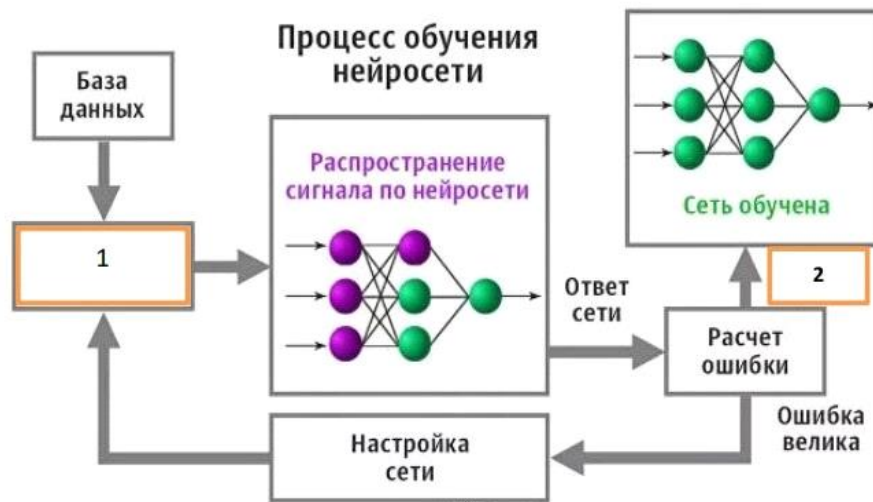 Процесс обучения
нейросети
База
данных
1
Распространение
сигнала по нейросети
Ответ
сети
Сеть обучена
2
Расчет
ошибки
Ошибка
велика
Настройка
сети